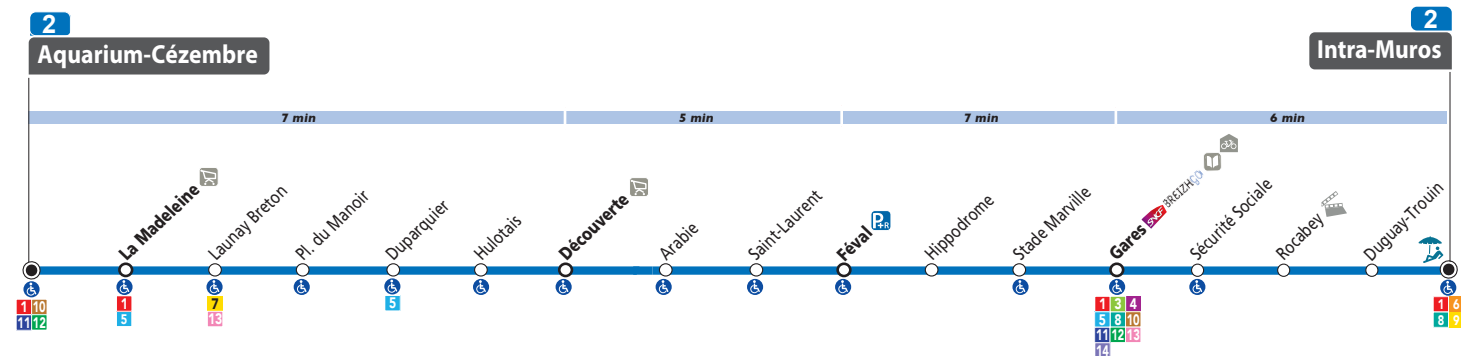 2
Aquarium-Cézembre
2
Intra-Muros
7 min
5 min
7 min
6 min
La Madeleine
Launay Breton
Pl. du Manoir
Duparquier
Hulotais
Découverte
Arabie
Saint-Laurent
Féval
P+R
Hippodrome
Stade Marville
Gares SNCF BREIZHGO
Sécurité Sociale
Rocabey
Duguay-Trouin
1 10
11 12
1
5
7
13
5
1 3 4
5 8 10
11 12 13
14
1 6
8 9